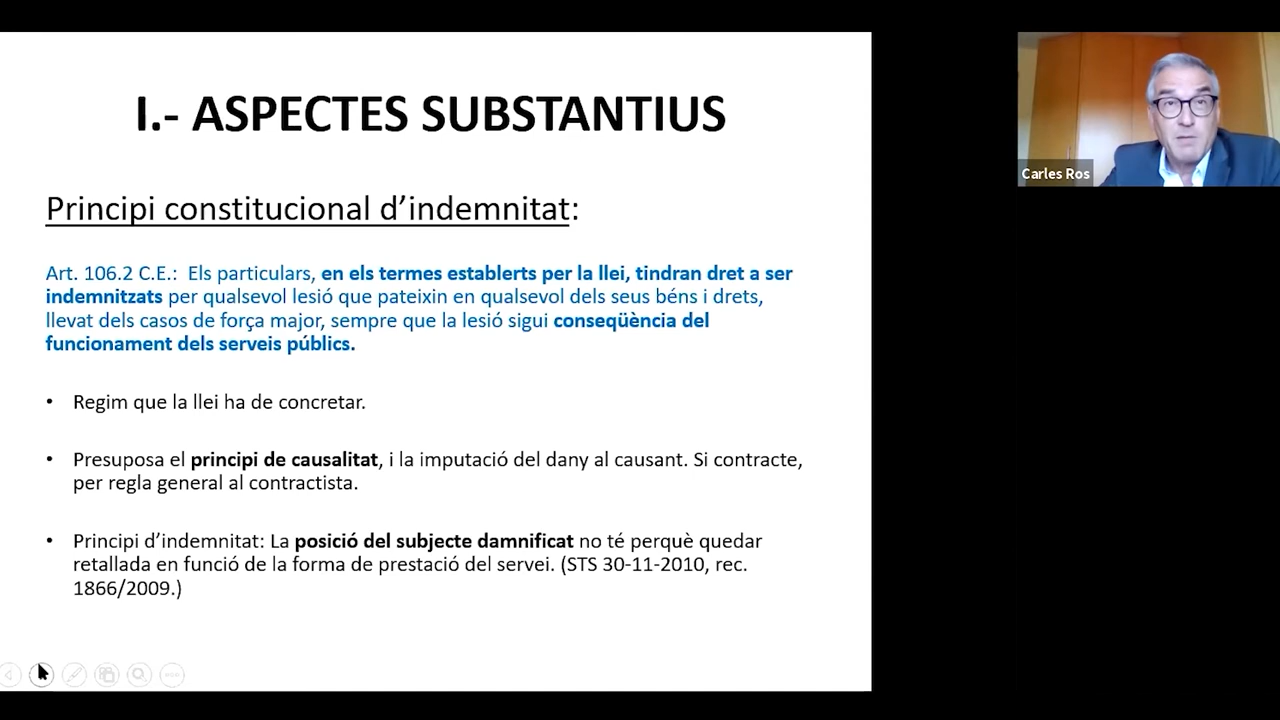 I.- ASPECTES SUBSTANTIUS
Principi constitucional d’indemnitat:
Art. 106.2 C.E.: Els particulars, en els termes establerts per la llei, tindran dret a ser
indemnitzats per qualsevol lesió que pateixin en qualsevol dels seus béns i drets,
llevat dels casos de força major, sempre que la lesió sigui conseqüència del
funcionament dels serveis públics.
• Regim que la llei ha de concretar.
• Presuposa el principi de causalitat, i la imputació del dany al causant. Si contracte,
per regla general al contractista.
• Principi d’indemnitat: La posició del subjecte damnificat no té perquè quedar
retallada en funció de la forma de prestació del servei. (STS 30-11-2010, rec.
1866/2009.)
Carles Ros